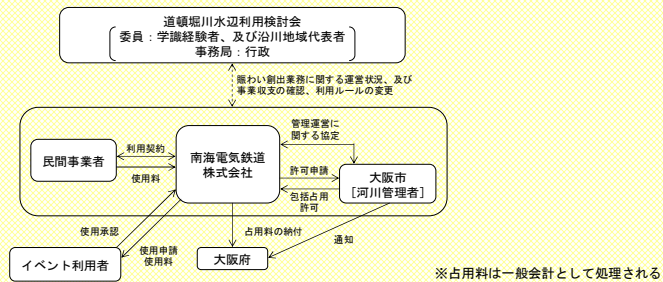 道頓堀川水辺利用検討会
委員：学識経験者、及び沿川地域代表者
事務局：行政
賑わい創出業務に関する運営状況、及び
事業収支の確認、利用ルールの変更
管理運営に
関する協定
民間事業者
利用契約
使用料
南海電気鉄道
株式会社
許可申請
包括占用
許可
大阪市
[河川管理者]
使用承認
使用申請
使用料
占用料の納付
通知
イベント利用者
大阪府
※占用料は一般会計として処理される